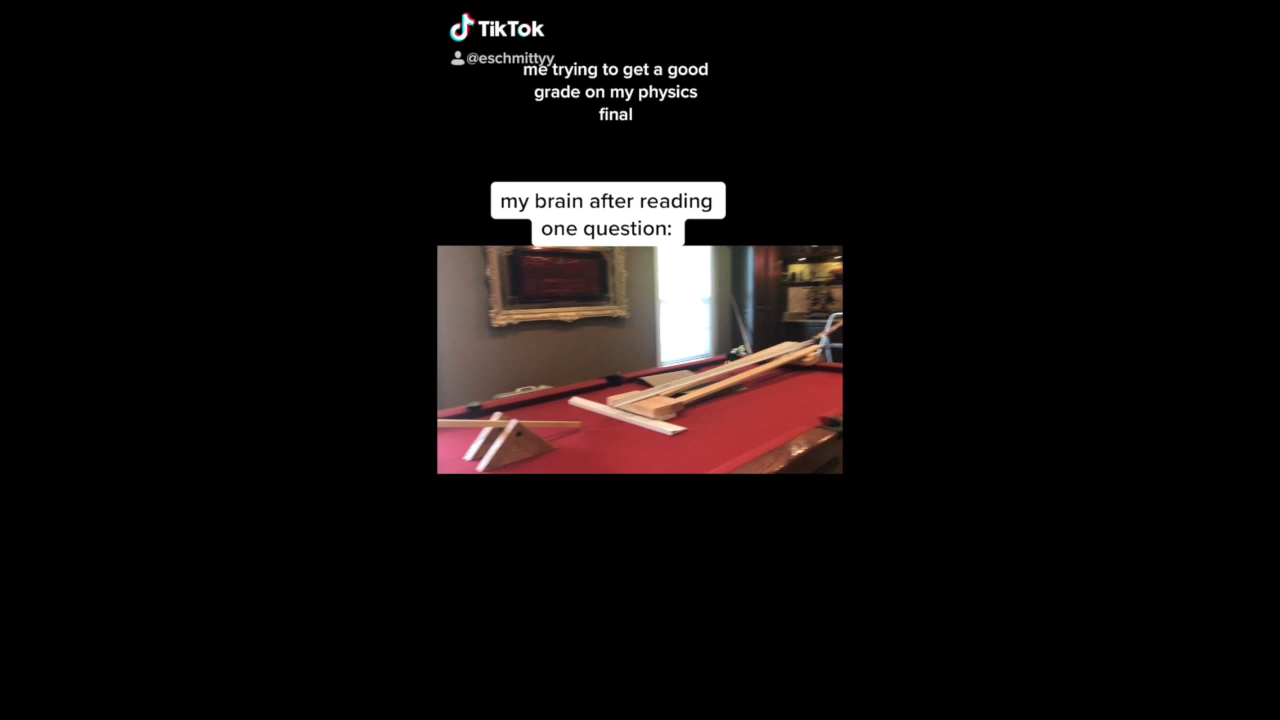 TikTok
@eschmittyy
me trying to get a good
grade on my physics
final
my brain after reading
one question: